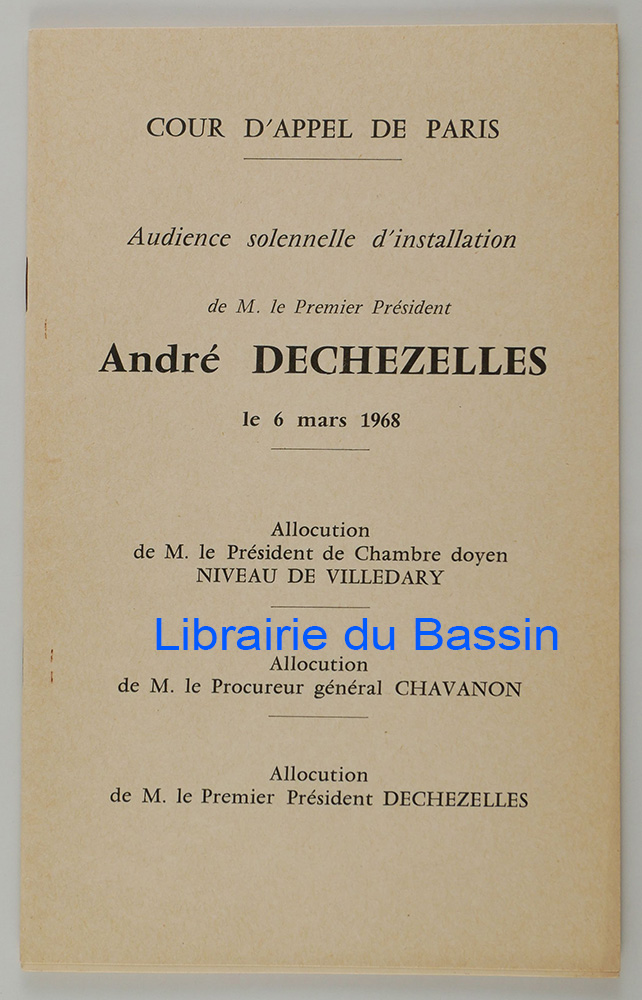 COUR D'APPEL DE PARIS
Audience solennelle d'installation
de M. le Premier Président
André DECHEZELLES
le 6 mars 1968
Allocution
de M. le Président de Chambre doyen
NIVEAU DE VILLEDARY
Librairie du Bassin
Allocution
de M. le Procureur général CHAVANON
Allocution
de M. le Premier Président DECHEZELLES